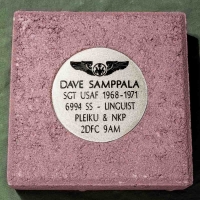 DAVE SAMPPALA
SGT USAF 1968-1971
6994 SS - LINGUIST
PLEIKU & NKP
2DFC 9AM